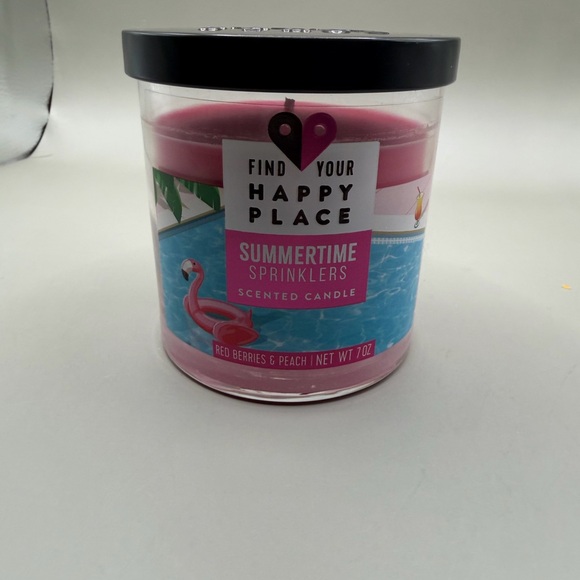 FIND YOUR
HAPPY
PLACE
SUMMERTIME
SPRINKLERS
SCENTED CANDLE
RED BERRIES & PEACH | NET WT 7 OZ